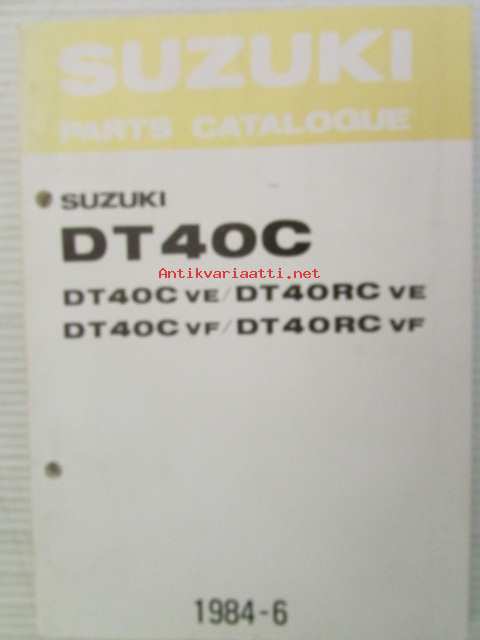 SUZUKI
PARTS CATALOGUE
SUZUKI
DT40C
Antikvariaatti.net
DT40C VE/DT40RC VE
DT40C VF/DT40RC VF
1984-6